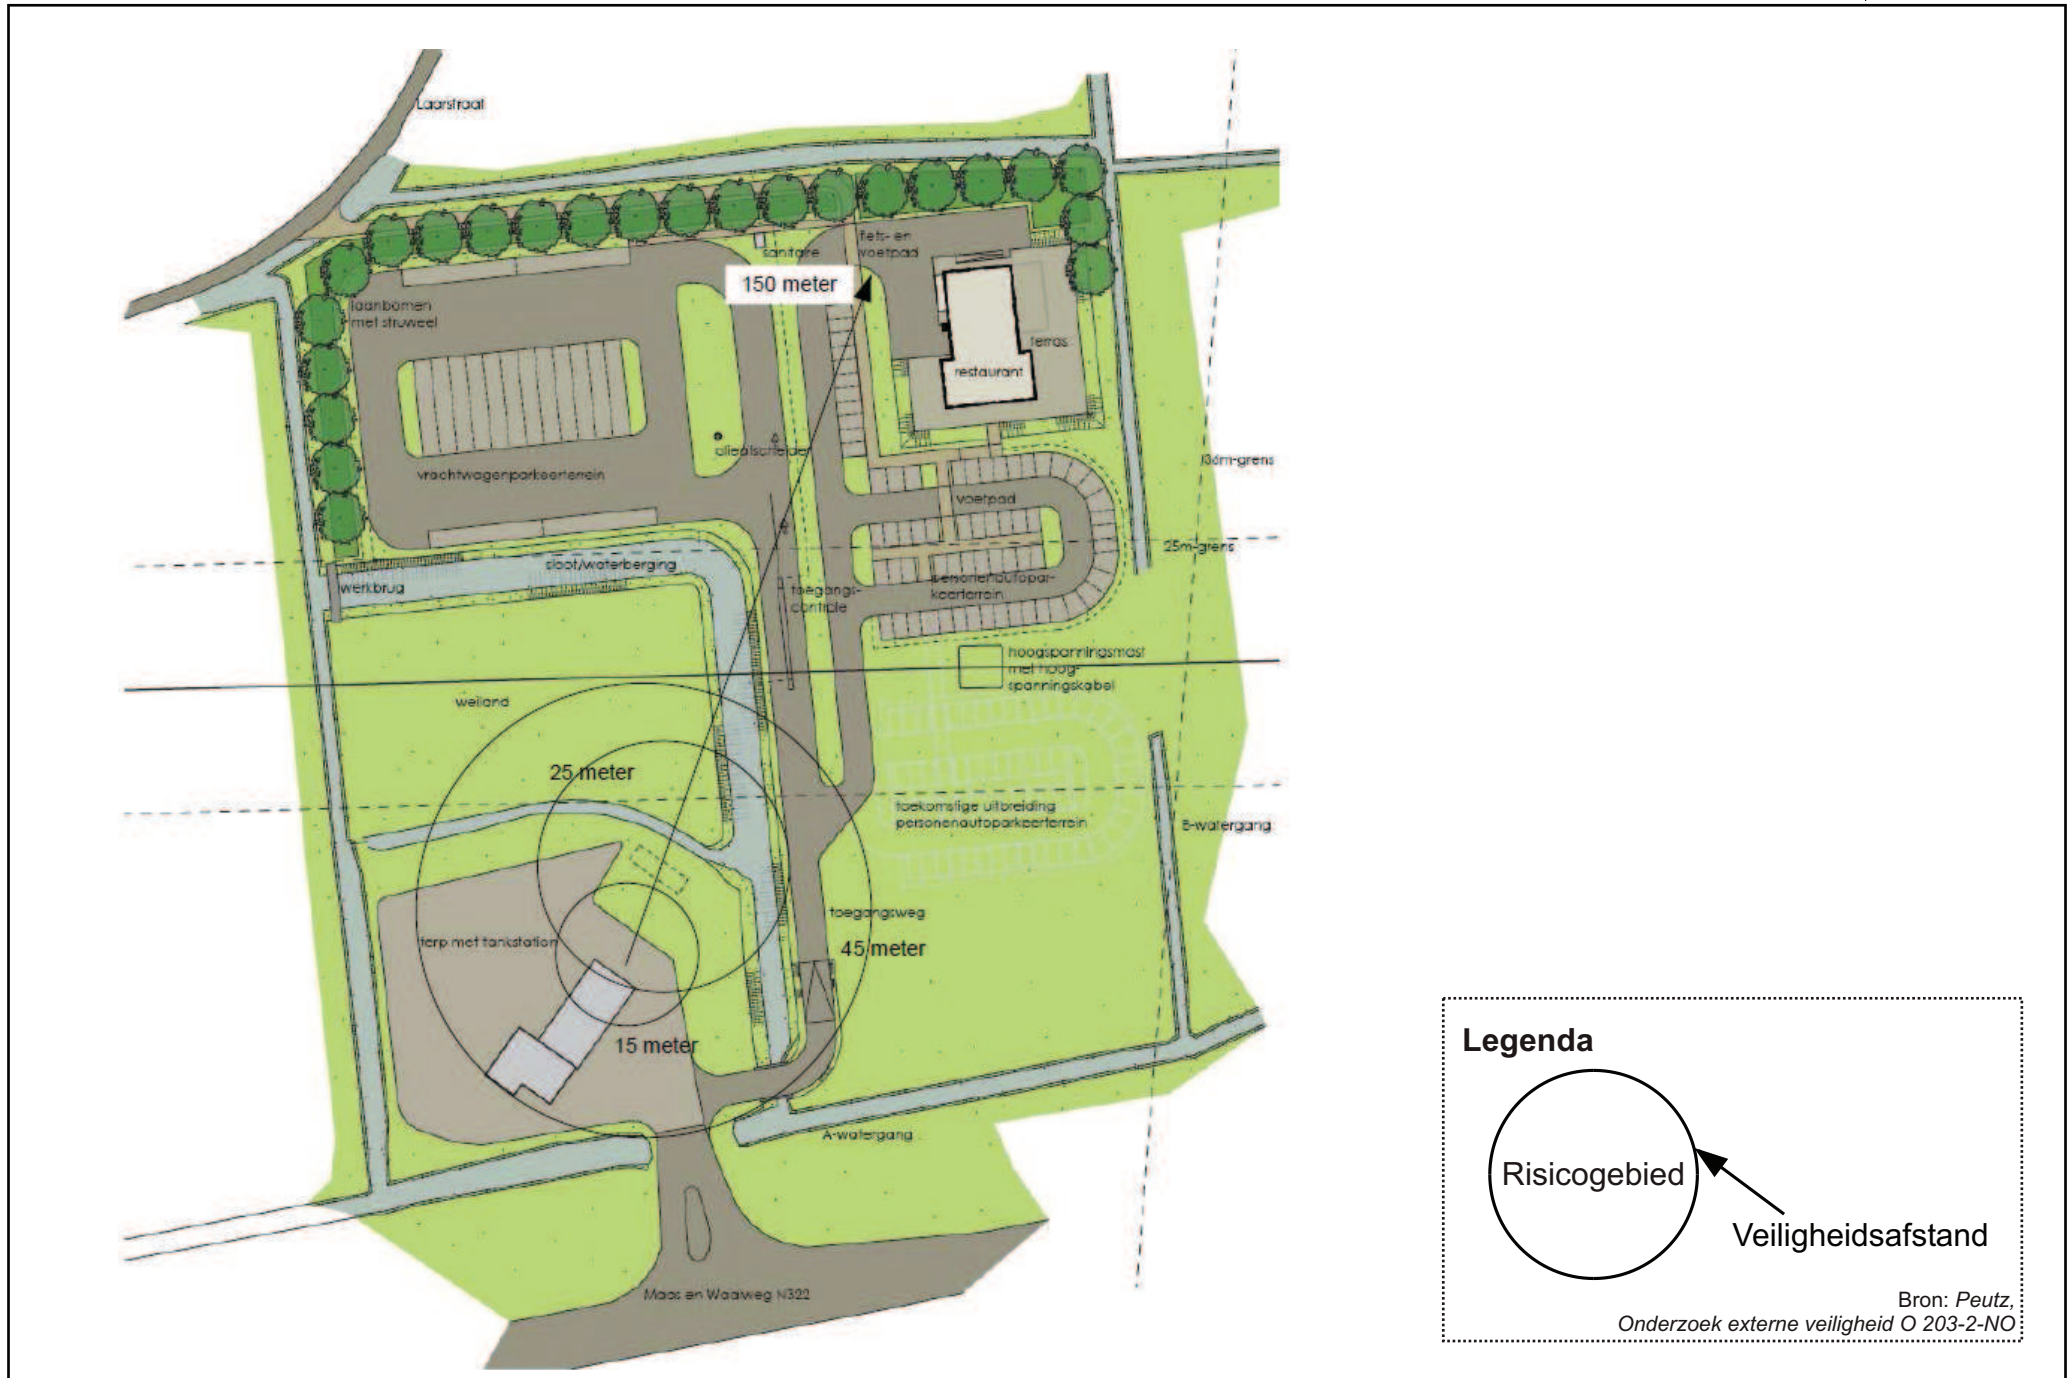 Laarstraat
fiets- en
voetpad
sanitaire
150 meter
laanbomen
met struweel
terras
restaurant
olieafscheider
vrachtwagenparkeerterrein
136m-grens
voetpad
25m-grens
sloot/waterberging
werkbrug
toegangs-
controle
personenautopar-
keerterrein
hoogspanningsmast
met hoog-
spanningskabel
weiland
25 meter
toekomstige uitbreiding
personenautoparkeerterrein
B-watergang
toegangsweg
terp met tankstation
45 meter
15 meter
A-watergang
Maas en Waalweg N322
Legenda
Risicogebied
Veiligheidsafstand
Bron: Peutz,
Onderzoek externe veiligheid O 203-2-NO